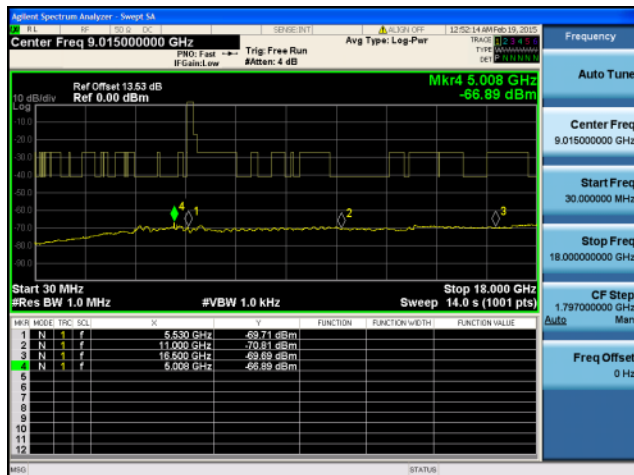 Agilent Spectrum Analyzer - Swept SA
RL RF 50 Ω DC SENSE:INT ALIGN OFF 12:52:14 AM Feb 19, 2015
Center Freq 9.015000000 GHz
PNO: Fast
IFGain:Low
Trig: Free Run
#Atten: 4 dB
Avg Type: Log-Pwr
TRACE 1 2 3 4 5 6
TYPE
DET P N N N N N
Ref Offset 13.53 dB
Ref 0.00 dBm
10 dB/div
Log
Mkr4 5.008 GHz
-66.89 dBm
-10.0
-20.0
-30.0
-40.0
-50.0
-60.0
-70.0
-80.0
-90.0
4
1
2
3
Start 30 MHz
Stop 18.000 GHz
#Res BW 1.0 MHz
#VBW 1.0 kHz
Sweep 14.0 s (1001 pts)
MKR MODE TRC SCL X Y FUNCTION FUNCTION WIDTH FUNCTION VALUE
1 N 1 f 5.530 GHz -69.71 dBm
2 N 1 f 11.000 GHz -70.81 dBm
3 N 1 f 16.500 GHz -69.69 dBm
4 N 1 f 5.008 GHz -66.89 dBm
5
6
7
8
9
10
11
12
MSG
STATUS
Frequency
Auto Tune
Center Freq
9.015000000 GHz
Start Freq
30.000000 MHz
Stop Freq
18.000000000 GHz
CF Step
1.797000000 GHz
Auto Man
Freq Offset
0 Hz